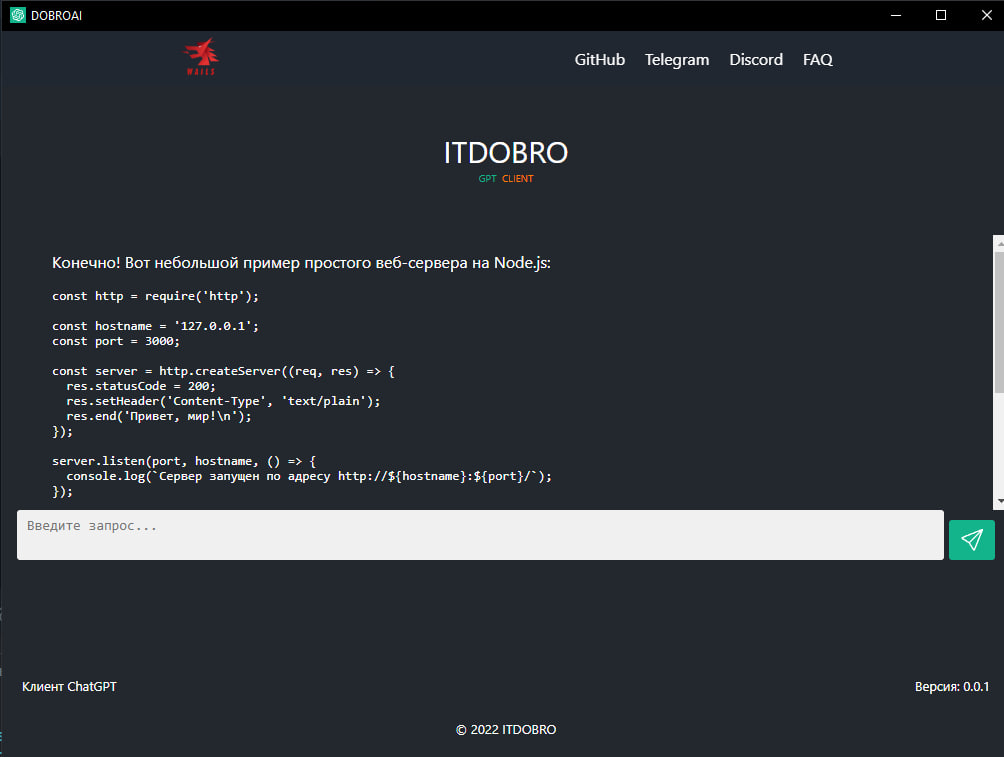 DOBROAI
WAILS
GitHub Telegram Discord FAQ
ITDOBRO
GPT CLIENT
Конечно! Вот небольшой пример простого веб-сервера на Node.js:
const http = require('http');
const hostname = '127.0.0.1';
const port = 3000;
const server = http.createServer((req, res) => {
  res.statusCode = 200;
  res.setHeader('Content-Type', 'text/plain');
  res.end('Привет, мир!\n');
});
server.listen(port, hostname, () => {
  console.log(`Сервер запущен по адресу http://${hostname}:${port}/`);
});
Введите запрос...
Клиент ChatGPT
Версия: 0.0.1
© 2022 ITDOBRO